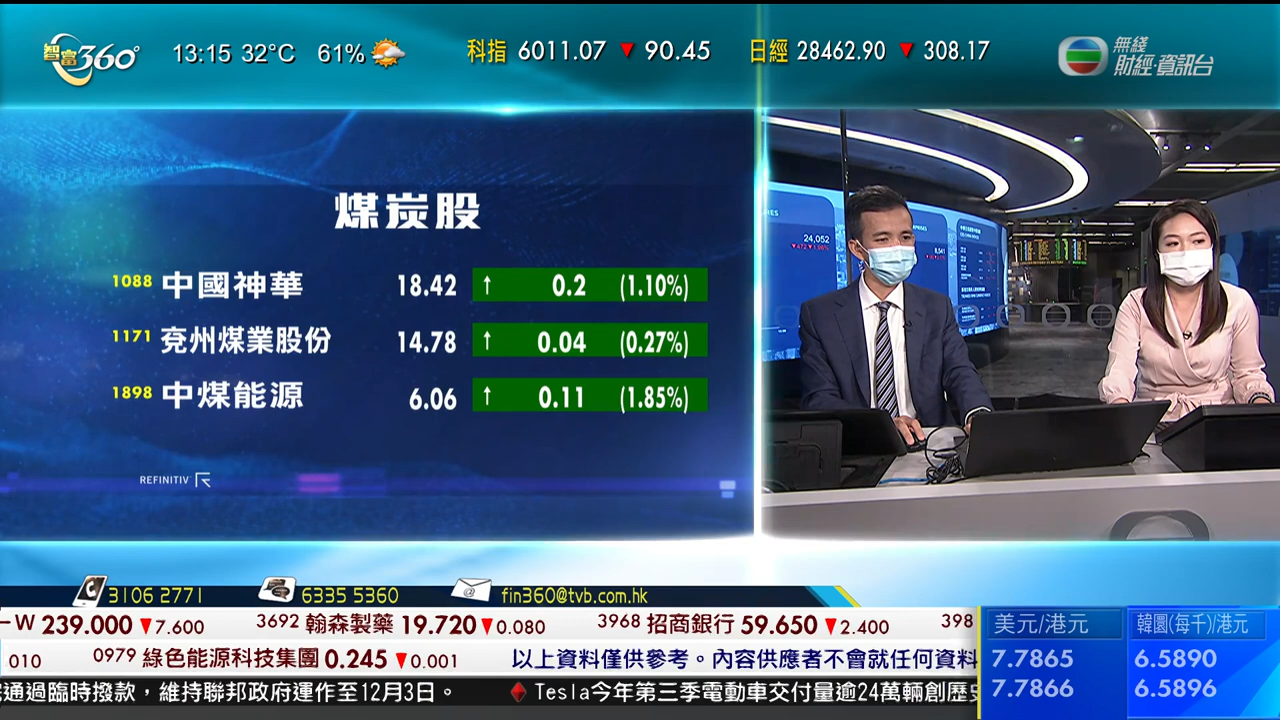 智富360° 13:15 32°C 61% 科指 6011.07 ▼ 90.45 日經 28462.90 ▼ 308.17 無綫
財經·資訊台
煤炭股
1088 中國神華 18.42 ↑ 0.2 (1.10%)
1171 兗州煤業股份 14.78 ↑ 0.04 (0.27%)
1898 中煤能源 6.06 ↑ 0.11 (1.85%)
REFINITIV
24,052
3106 2771 6335 5360 fin360@tvb.com.hk
-W 239.000 ▼7.600 3692 翰森製藥 19.720 ▼0.080 3968 招商銀行 59.650 ▼2.400 398
010 0979 綠色能源科技集團 0.245 ▼0.001 以上資料僅供參考。內容供應者不會就任何資料
通過臨時撥款,維持聯邦政府運作至12月3日。 Tesla今年第三季電動車交付量逾24萬輛創歷史
美元/港元 韓圜(每千)/港元
7.7865 6.5890
7.7866 6.5896